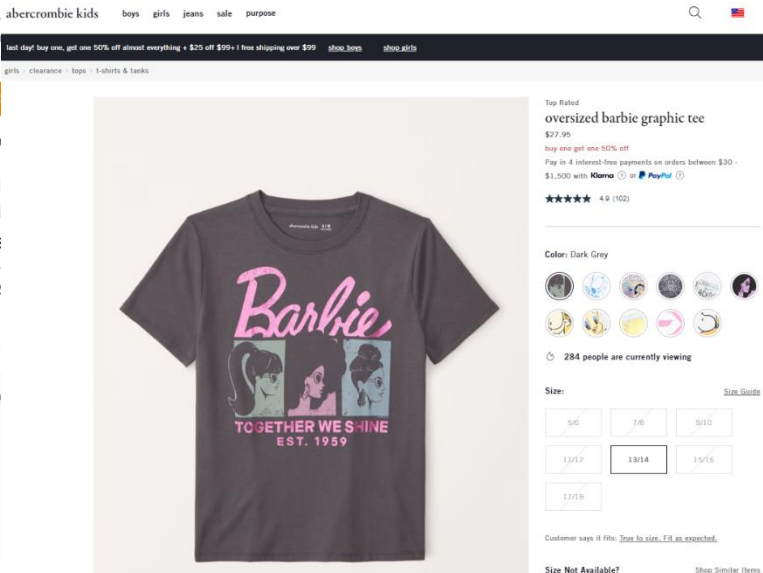 abercrombie kids boys girls jeans sale purpose
last day! buy one, get one 50% off almost everything + $25 off $99+ | free shipping over $99 shop boys shop girls
girls clearance tops t-shirts & tanks
Top Rated
oversized barbie graphic tee
$27.95
buy one get one 50% off
Pay in 4 interest-free payments on orders between $30 -
$1,500 with Klarna or PayPal
4.9 (102)
abercrombie kids
Barbie
TOGETHER WE SHINE
EST. 1959
Color: Dark Grey
284 people are currently viewing
Size: Size Guide
5/6 7/8 9/10
11/12 13/14 15/16
17/18
Customer says it fits: True to size. Fit as expected.
Size Not Available? Shop Similar Items